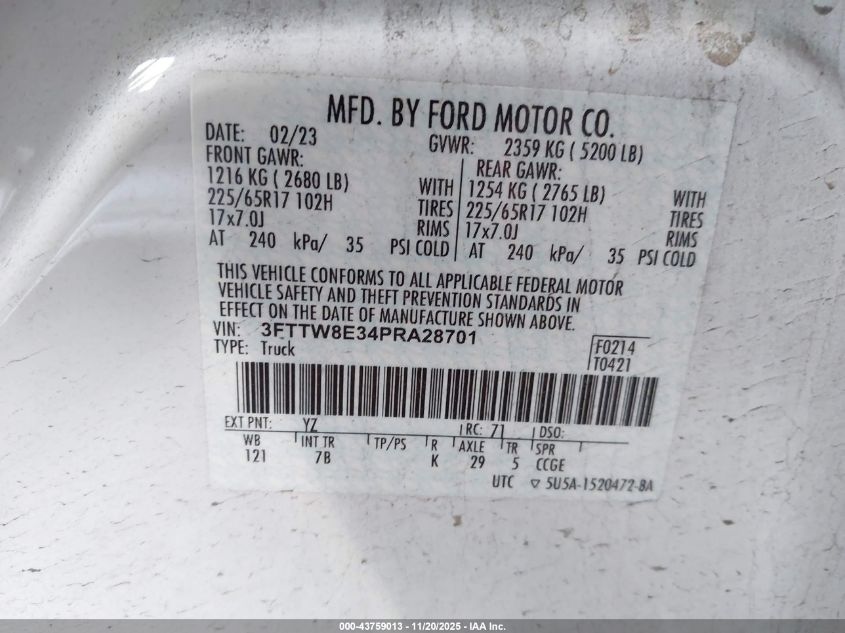 MFD. BY FORD MOTOR CO.
DATE: 02/23 GVWR: 2359 KG ( 5200 LB)
FRONT GAWR: REAR GAWR:
1216 KG ( 2680 LB) WITH 1254 KG ( 2765 LB) WITH
225/65R17 102H TIRES 225/65R17 102H TIRES
17x7.0J RIMS 17x7.0J RIMS
AT 240 kPa/ 35 PSI COLD AT 240 kPa/ 35 PSI COLD
THIS VEHICLE CONFORMS TO ALL APPLICABLE FEDERAL MOTOR
VEHICLE SAFETY AND THEFT PREVENTION STANDARDS IN
EFFECT ON THE DATE OF MANUFACTURE SHOWN ABOVE.
VIN: 3FTTW8E34PRA28701
TYPE: Truck
F0214
T0421
EXT PNT: YZ RC: 71 DSO:
WB INT TR TP/PS R AXLE TR SPR
121 7B K 29 5 CCGE
UTC ▽ 5U5A-1520472-BA
000-43759013 - 11/20/2025 - IAA Inc.